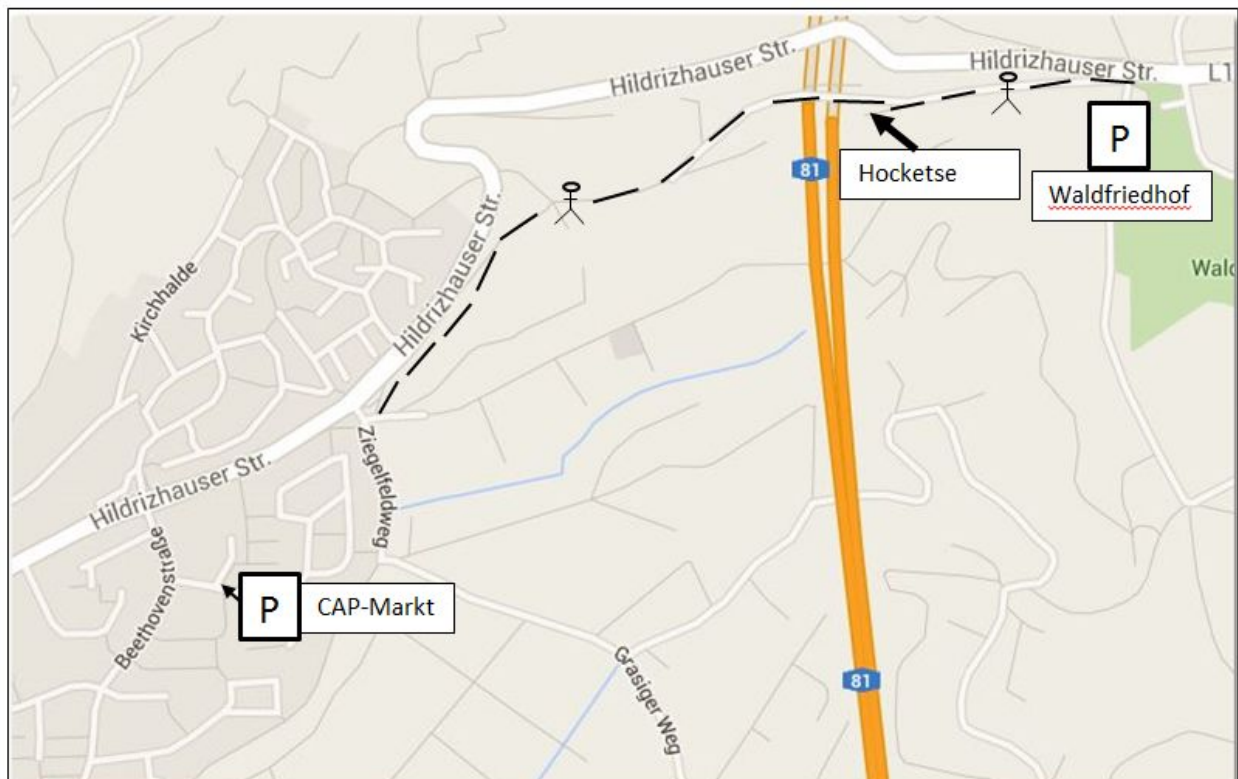 Hildrizhauser Str.
Hildrizhauser Str.
L1
P
81
Hocketse
Waldfriedhof
Hildrizhauser Str.
Wald
Kirchhalde
Hildrizhauser Str.
Ziegelfeldweg
Beethovenstraße
P
CAP-Markt
Grasiger Weg
81